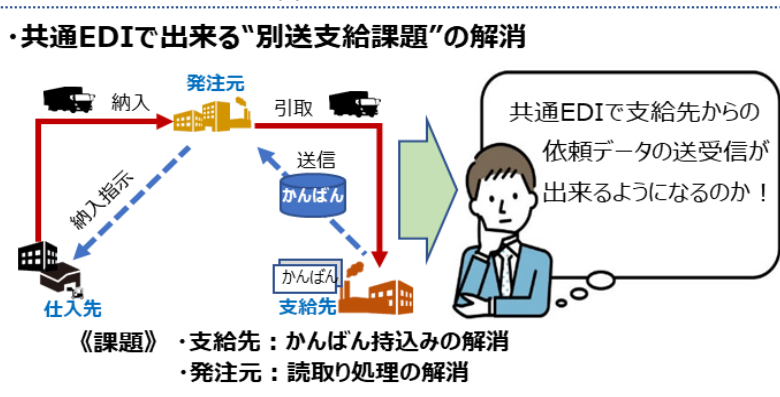 ・共通EDIで出来る“別送支給課題”の解消
発注元
納入
引取
送信
かんばん
納入指示
かんばん
仕入先
支給先
共通EDIで支給先からの
依頼データの送受信が
出来るようになるのか！
《課題》 ・支給先：かんばん持込みの解消
・発注元：読取り処理の解消